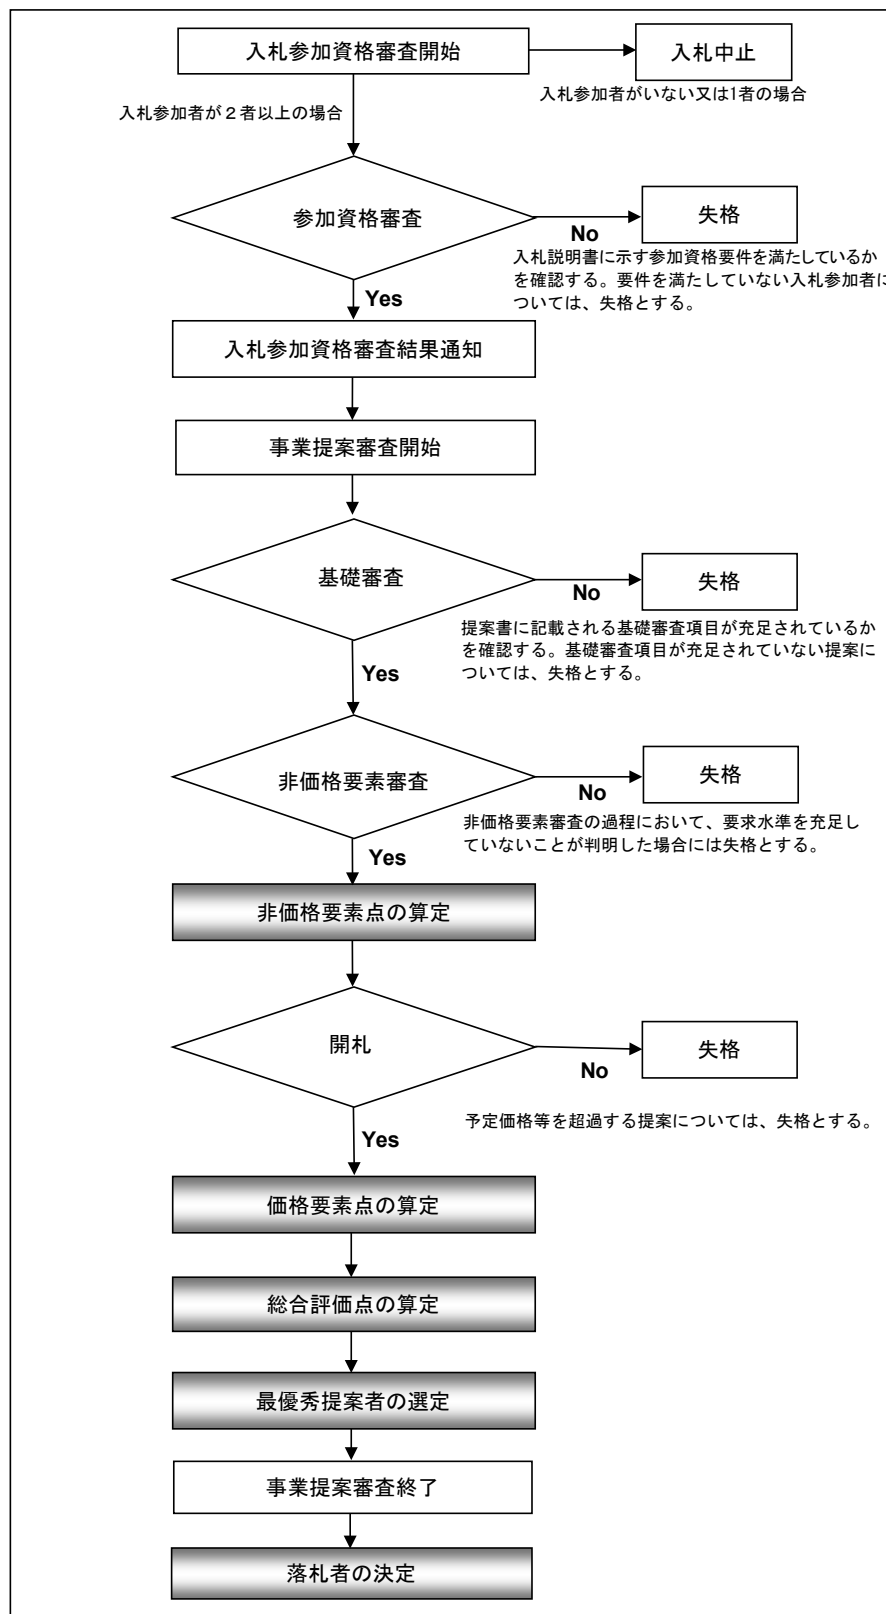 入札参加資格審査開始
入札中止
入札参加者がいない又は1者の場合
入札参加者が２者以上の場合
参加資格審査
失格
No
入札説明書に示す参加資格要件を満たしているか
を確認する。要件を満たしていない入札参加者に
ついては、失格とする。
Yes
入札参加資格審査結果通知
事業提案審査開始
基礎審査
失格
No
提案書に記載される基礎審査項目が充足されているか
を確認する。基礎審査項目が充足されていない提案に
ついては、失格とする。
Yes
非価格要素審査
失格
No
非価格要素審査の過程において、要求水準を充足し
ていないことが判明した場合には失格とする。
Yes
非価格要素点の算定
開札
失格
No
予定価格等を超過する提案については、失格とする。
Yes
価格要素点の算定
総合評価点の算定
最優秀提案者の選定
事業提案審査終了
落札者の決定